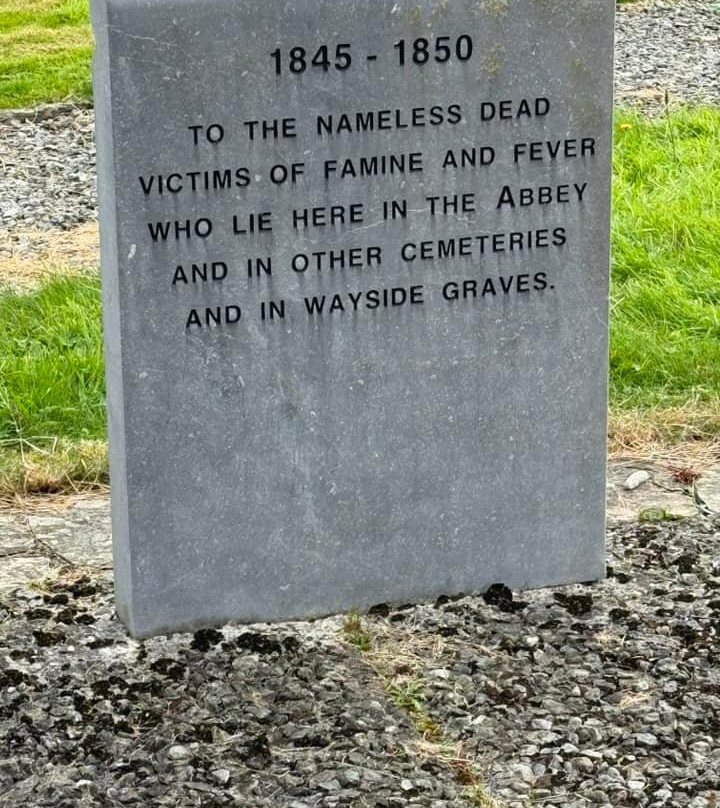 1845 - 1850
TO THE NAMELESS DEAD
VICTIMS OF FAMINE AND FEVER
WHO LIE HERE IN THE ABBEY
AND IN OTHER CEMETERIES
AND IN WAYSIDE GRAVES.